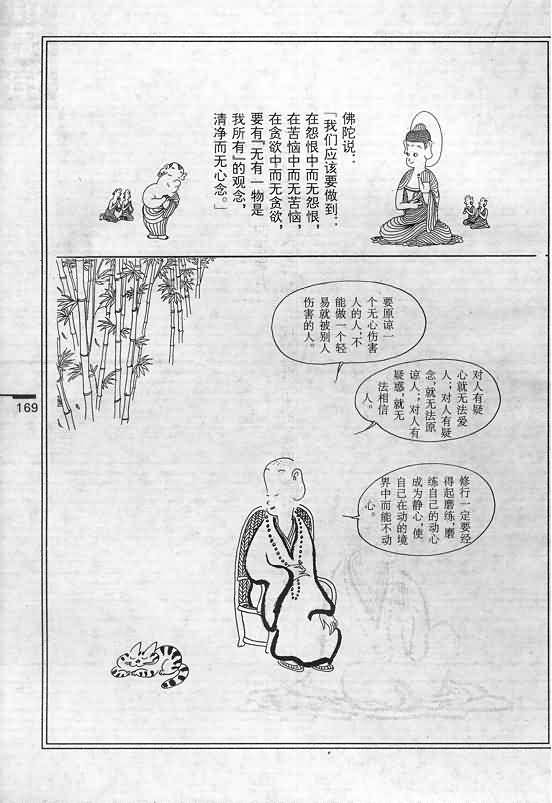 佛陀说：
「我们应该要做到：
在怨恨中而无怨恨，
在苦恼中而无苦恼，
在贪欲中而无贪欲，
要有『无有一物是
我所有』的观念，
清净而无心念。」
要原谅一
个无心伤害
人的人，不
能做一个轻
易就被别人
伤害的人。
对人有疑
心就无法爱
人；对人有疑
念，就无法原
谅人；对人有
疑惑，就无
法相信
人。
修行一定要经
得起磨练，磨
练自己的动心
成为静心，使
自己在动的境
界中而能不动
心。
169